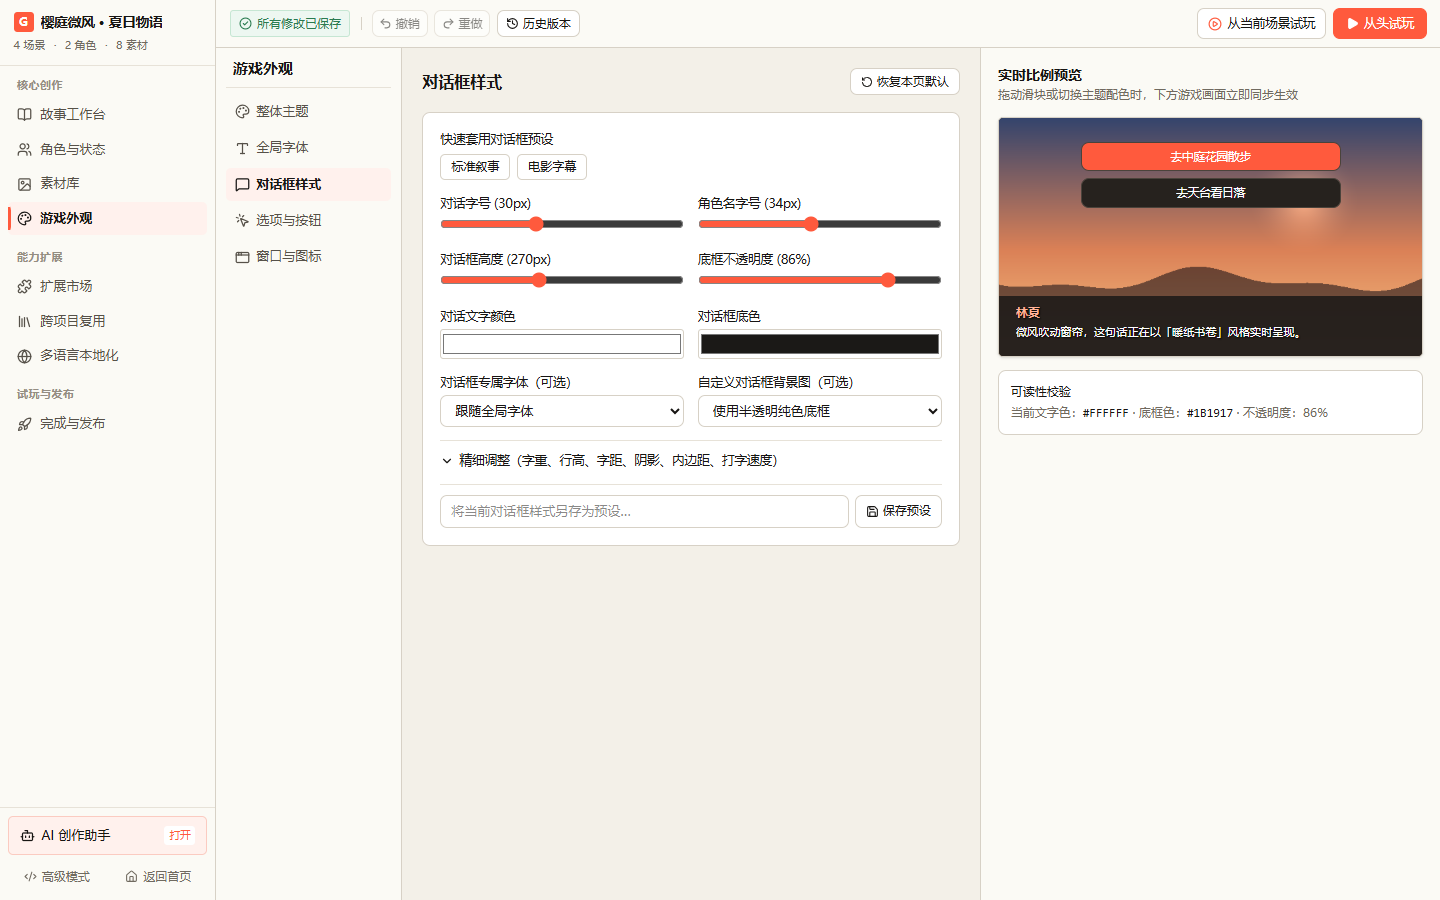 G 樱庭微风 • 夏日物语
4 场景 · 2 角色 · 8 素材
核心创作
故事工作台
角色与状态
素材库
游戏外观
能力扩展
扩展市场
跨项目复用
多语言本地化
试玩与发布
完成与发布
AI 创作助手 打开
高级模式 返回首页
所有修改已保存 撤销 重做 历史版本 从当前场景试玩 从头试玩
游戏外观
整体主题
全局字体
对话框样式
选项与按钮
窗口与图标
对话框样式 恢复本页默认
快速套用对话框预设
标准叙事 电影字幕
对话字号 (30px) 角色名字号 (34px)
对话框高度 (270px) 底框不透明度 (86%)
对话文字颜色 对话框底色
对话框专属字体（可选） 自定义对话框背景图（可选）
跟随全局字体 使用半透明纯色底框
精细调整（字重、行高、字距、阴影、内边距、打字速度）
将当前对话框样式另存为预设... 保存预设
实时比例预览
拖动滑块或切换主题配色时，下方游戏画面立即同步生效
去中庭花园散步
去天台看日落
林夏
微风吹动窗帘，这句话正在以「暖纸书卷」风格实时呈现。
可读性校验
当前文字色：#FFFFFF · 底框色：#1B1917 · 不透明度：86%